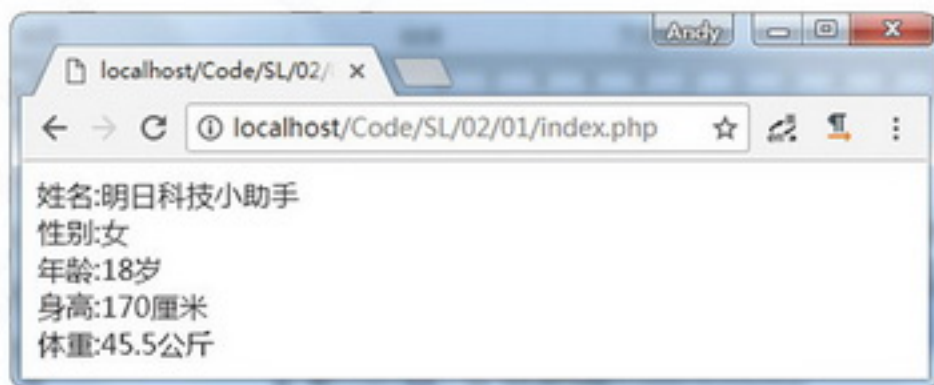 Andy
localhost/Code/SL/02/
localhost/Code/SL/02/01/index.php
姓名:明日科技小助手
性别:女
年龄:18岁
身高:170厘米
体重:45.5公斤